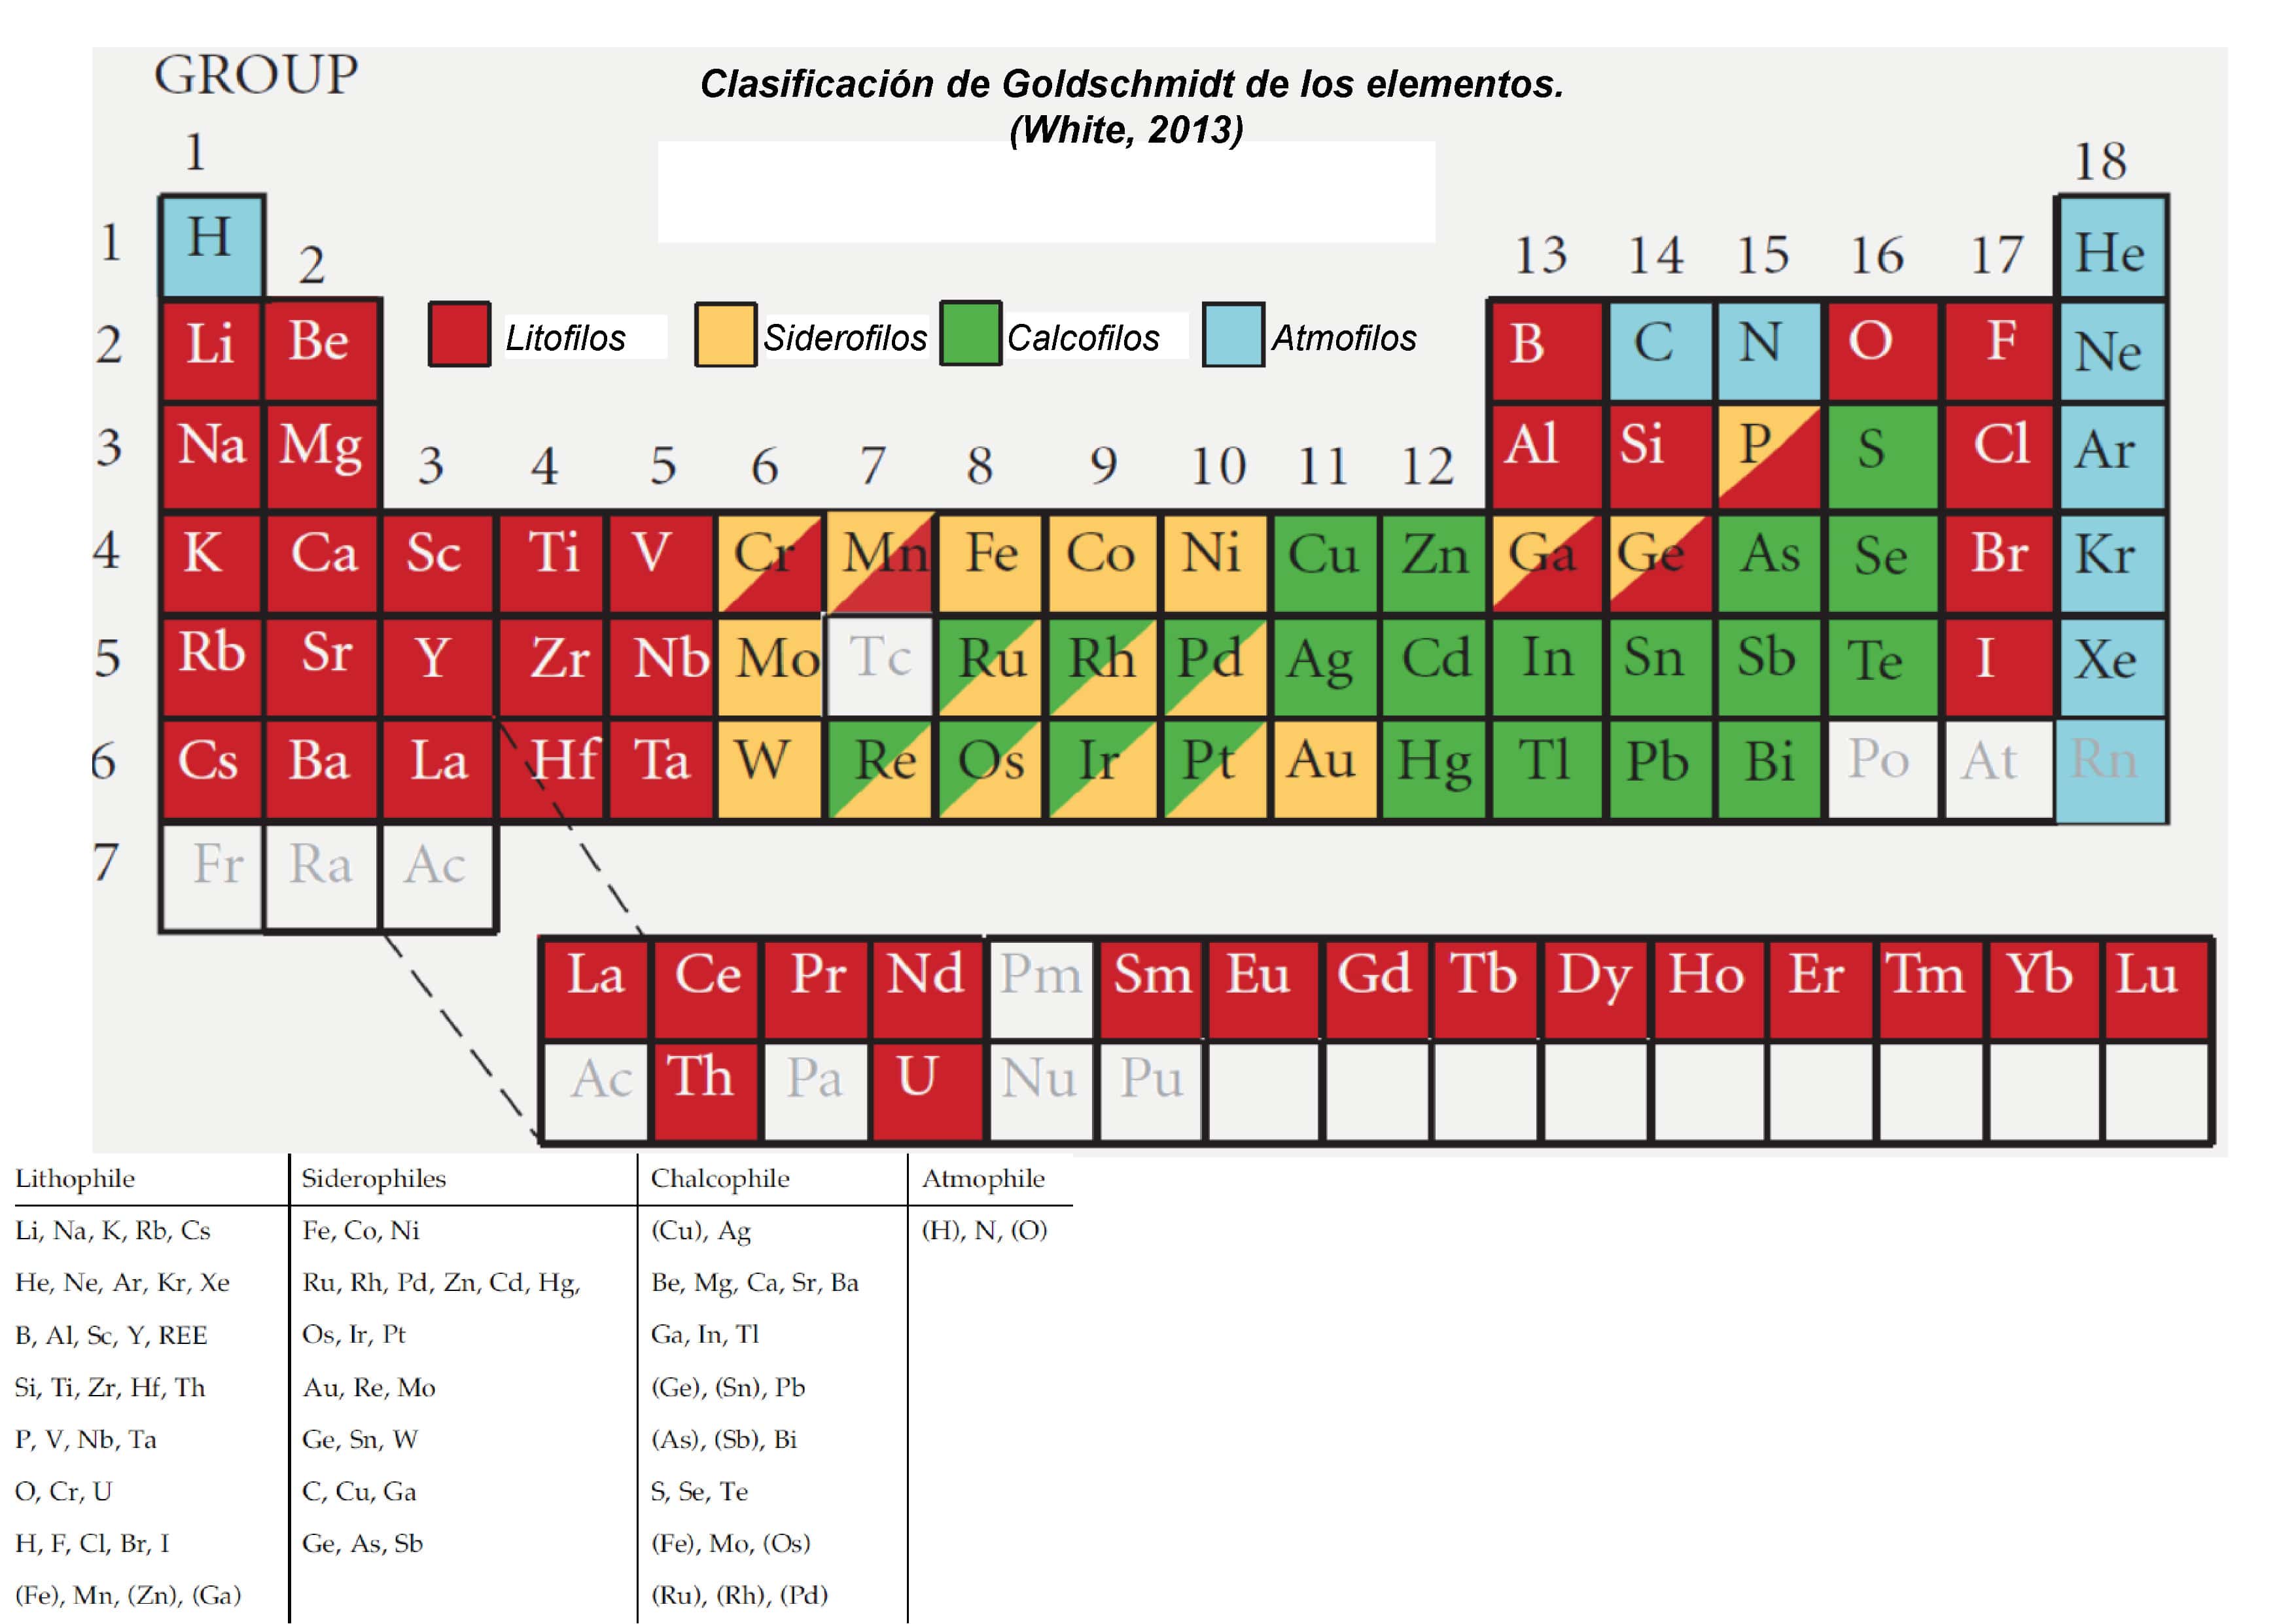 GROUP
Clasificación de Goldschmidt de los elementos.
(White, 2013)
1
18
1 H 2 13 14 15 16 17 He
2 Li Be Litofilos Siderofilos Calcofilos Atmofilos B C N O F Ne
3 Na Mg 3 4 5 6 7 8 9 10 11 12 Al Si P S Cl Ar
4 K Ca Sc Ti V Cr Mn Fe Co Ni Cu Zn Ga Ge As Se Br Kr
5 Rb Sr Y Zr Nb Mo Tc Ru Rh Pd Ag Cd In Sn Sb Te I Xe
6 Cs Ba La Hf Ta W Re Os Ir Pt Au Hg Tl Pb Bi Po At Rn
7 Fr Ra Ac
La Ce Pr Nd Pm Sm Eu Gd Tb Dy Ho Er Tm Yb Lu
Ac Th Pa U Nu Pu
Lithophile Siderophiles Chalcophile Atmophile
Li, Na, K, Rb, Cs Fe, Co, Ni (Cu), Ag (H), N, (O)
He, Ne, Ar, Kr, Xe Ru, Rh, Pd, Zn, Cd, Hg, Be, Mg, Ca, Sr, Ba
B, Al, Sc, Y, REE Os, Ir, Pt Ga, In, Tl
Si, Ti, Zr, Hf, Th Au, Re, Mo (Ge), (Sn), Pb
P, V, Nb, Ta Ge, Sn, W (As), (Sb), Bi
O, Cr, U C, Cu, Ga S, Se, Te
H, F, Cl, Br, I Ge, As, Sb (Fe), Mo, (Os)
(Fe), Mn, (Zn), (Ga) (Ru), (Rh), (Pd)